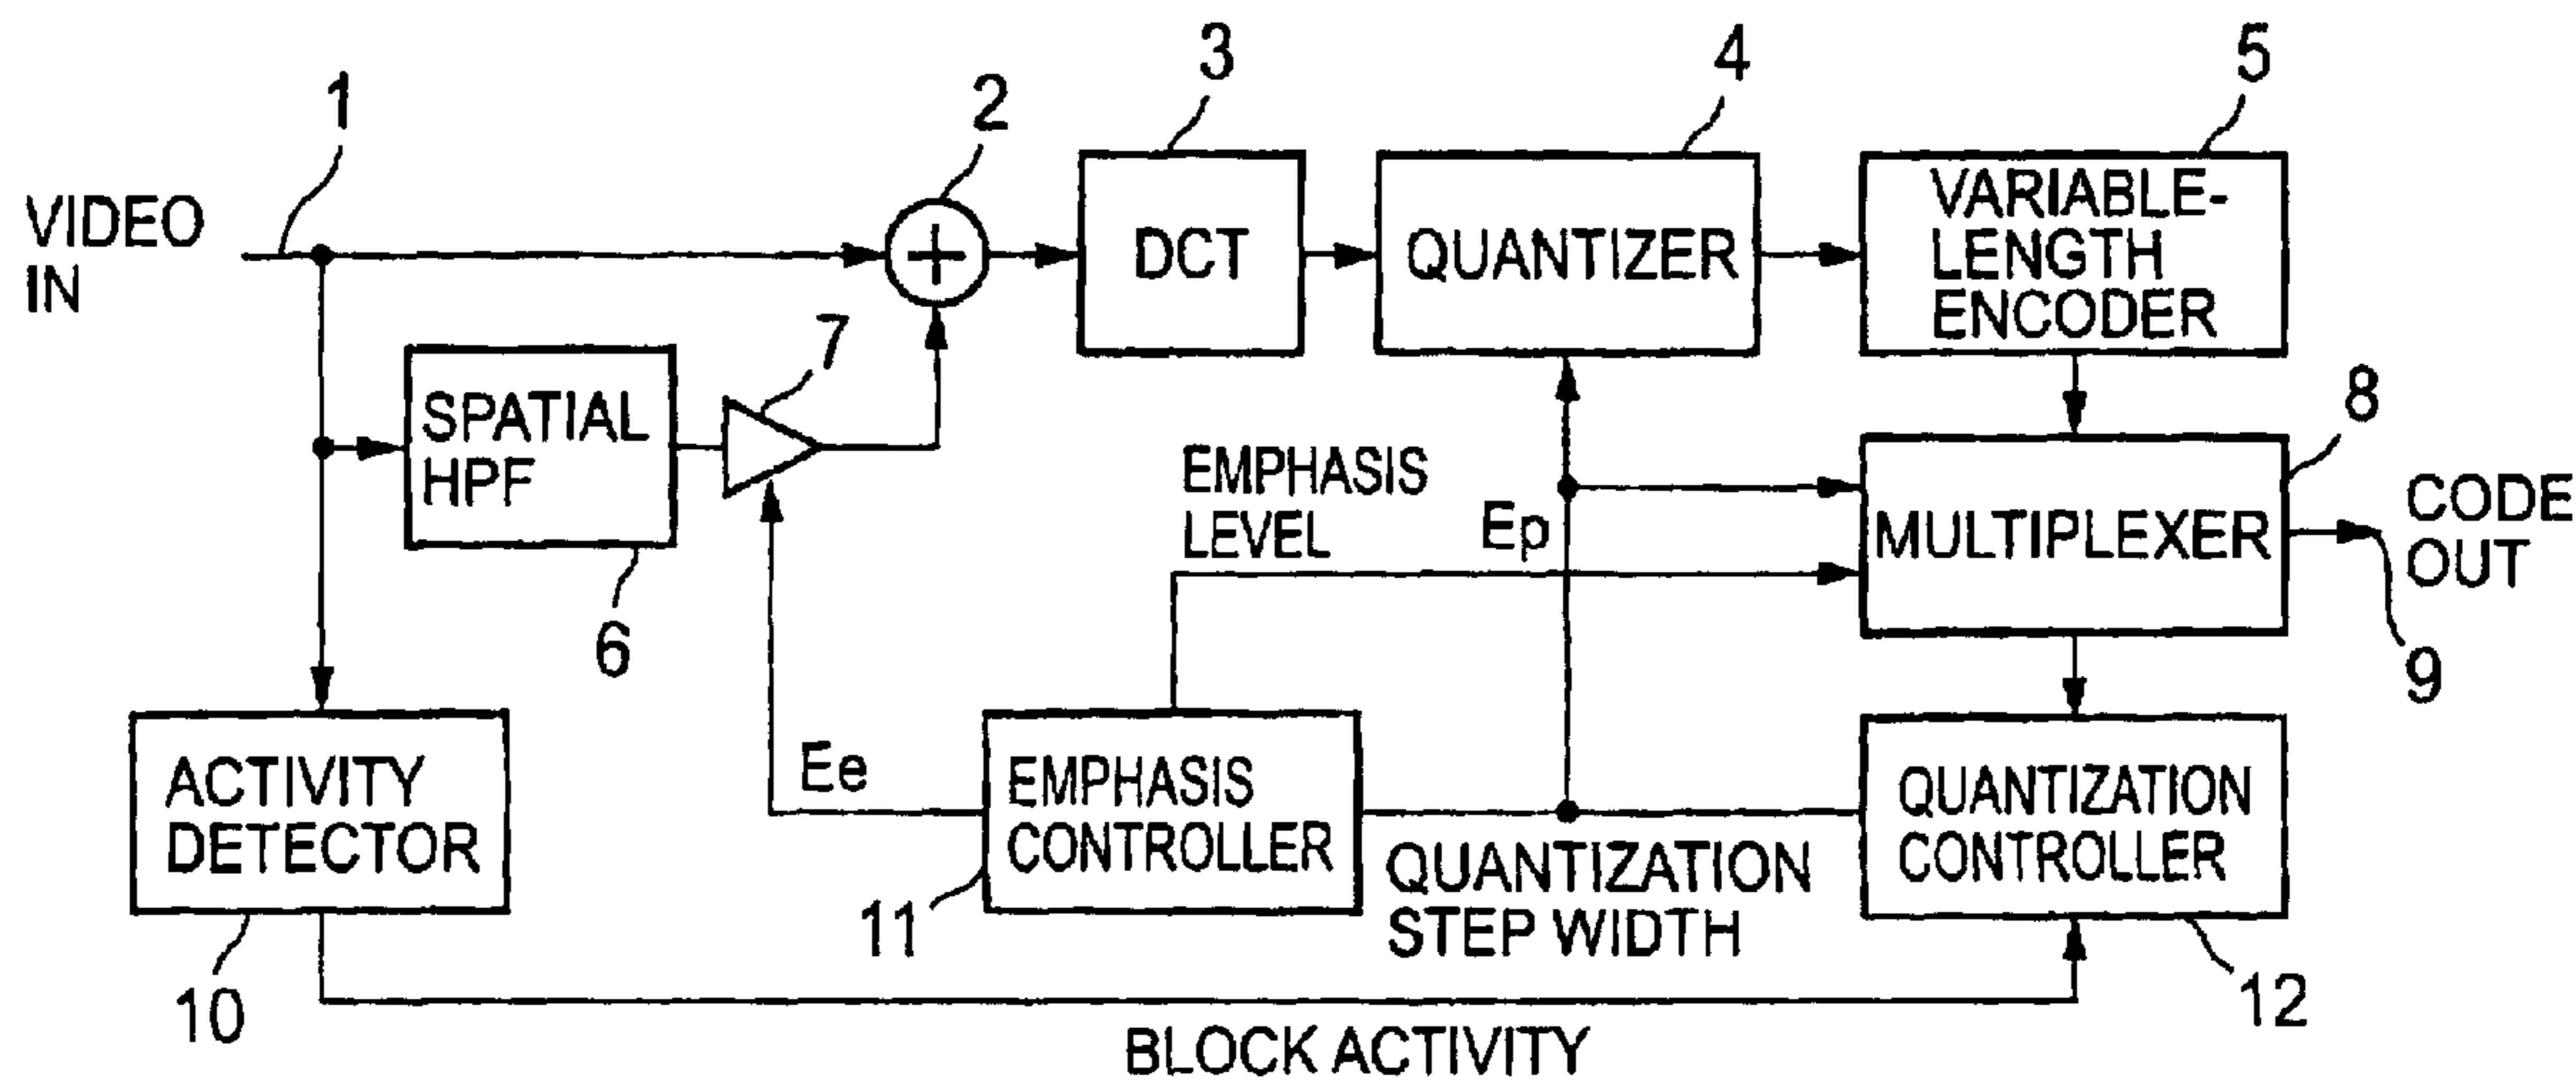 1
2
3
4
5
VIDEO
IN
DCT
QUANTIZER
VARIABLE-
LENGTH
ENCODER
SPATIAL
HPF
7
6
EMPHASIS
LEVEL
Ep
MULTIPLEXER
8
CODE
OUT
9
ACTIVITY
DETECTOR
10
Ee
EMPHASIS
CONTROLLER
11
QUANTIZATION
STEP WIDTH
QUANTIZATION
CONTROLLER
12
BLOCK ACTIVITY